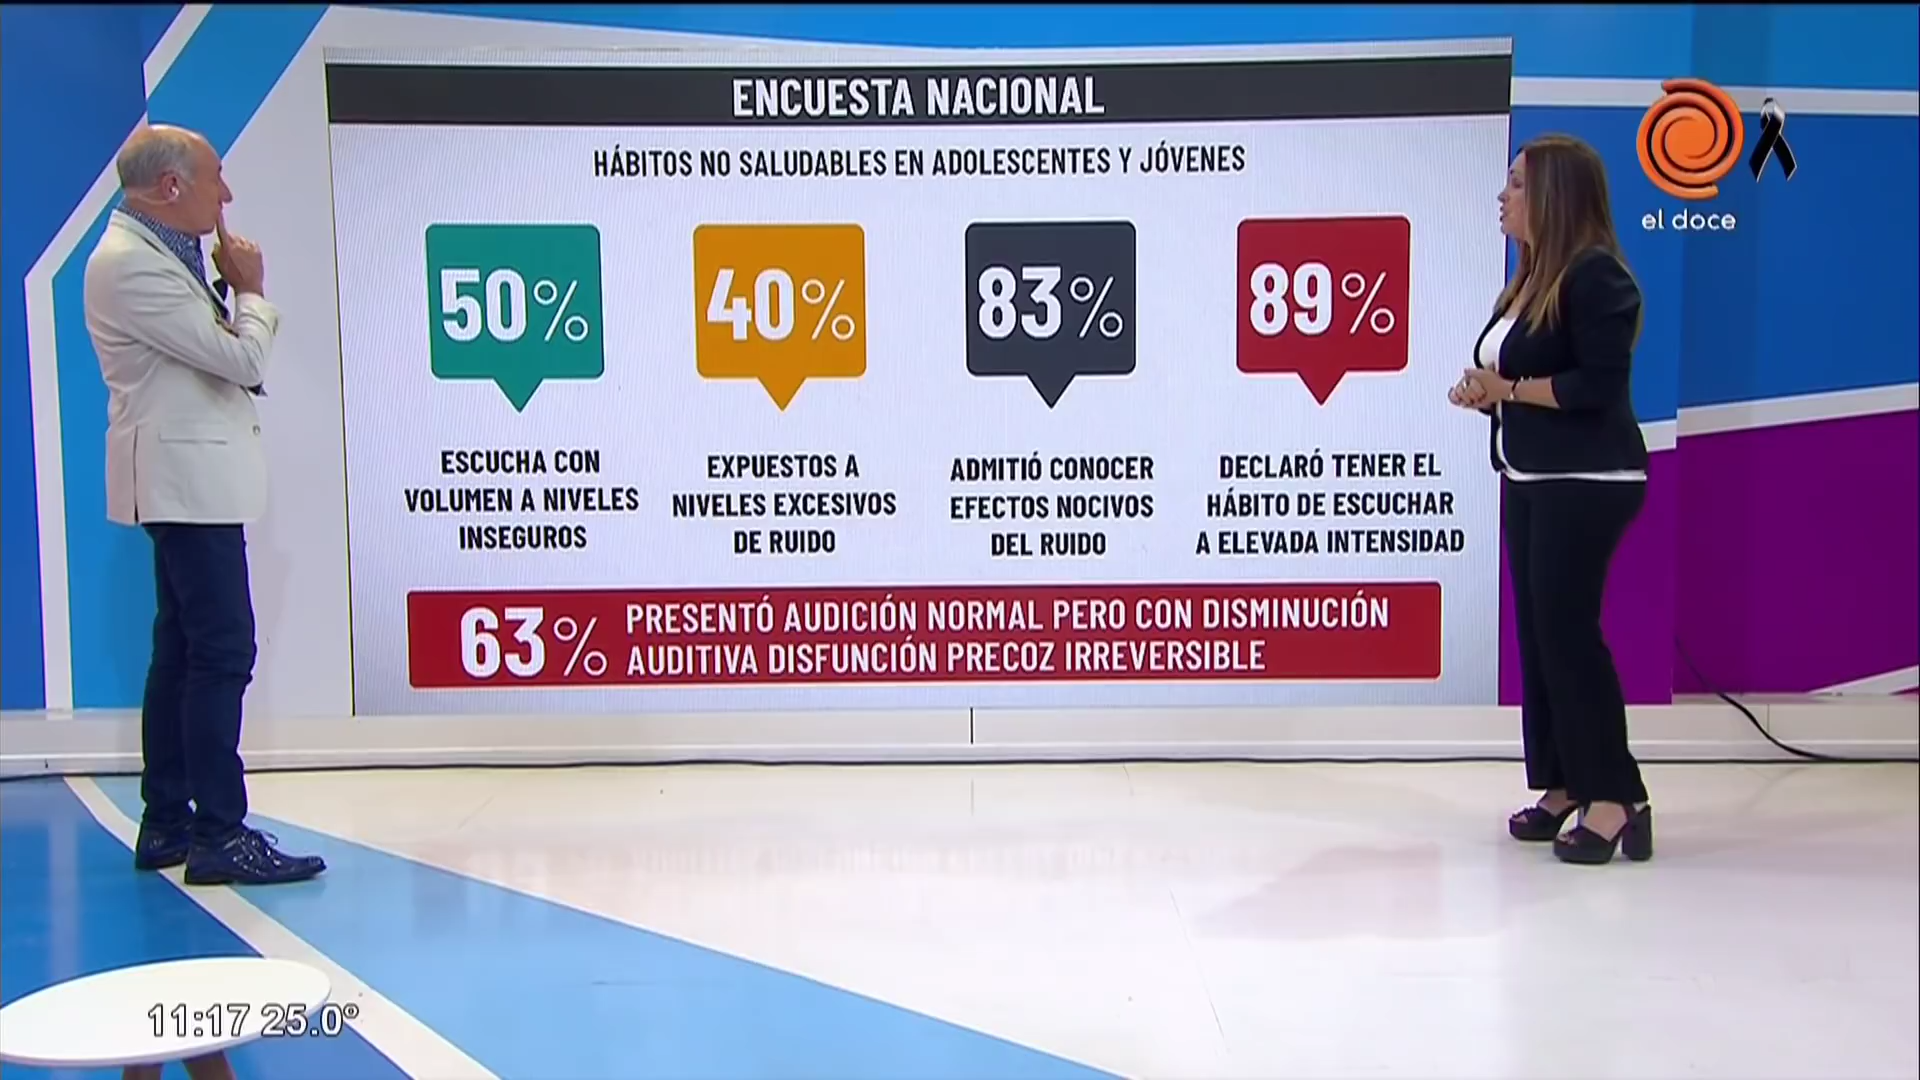 ENCUESTA NACIONAL
HÁBITOS NO SALUDABLES EN ADOLESCENTES Y JÓVENES
50%
40%
83%
89%
ESCUCHA CON
VOLUMEN A NIVELES
INSEGUROS
EXPUESTOS A
NIVELES EXCESIVOS
DE RUIDO
ADMITIÓ CONOCER
EFECTOS NOCIVOS
DEL RUIDO
DECLARÓ TENER EL
HÁBITO DE ESCUCHAR
A ELEVADA INTENSIDAD
63% PRESENTÓ AUDICIÓN NORMAL PERO CON DISMINUCIÓN
AUDITIVA DISFUNCIÓN PRECOZ IRREVERSIBLE
el doce
11:17 25.0°